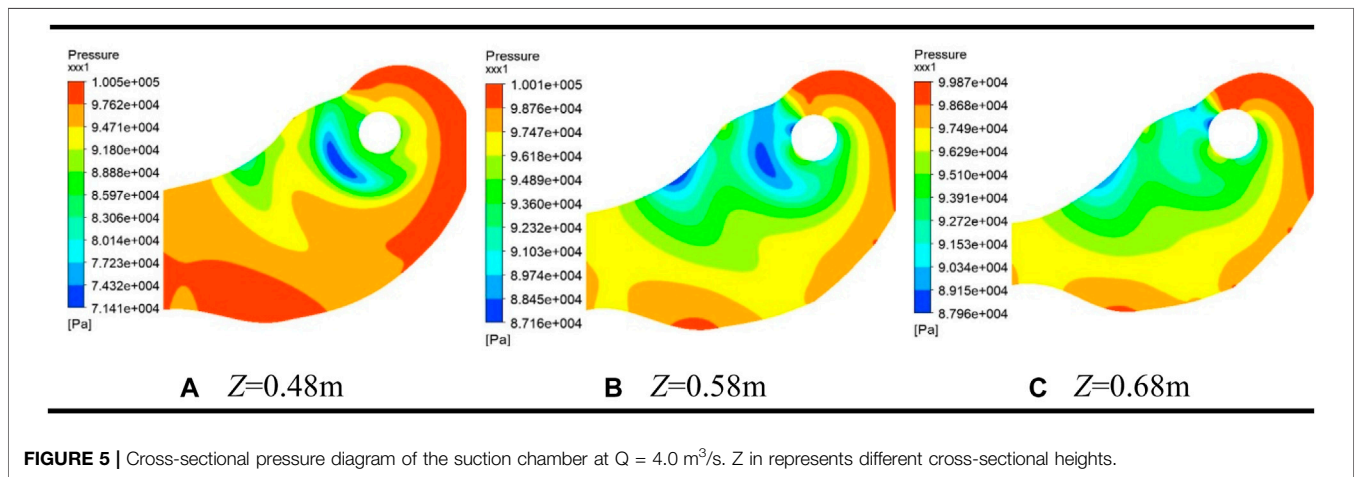 Pressure
xxx1
1.005e+005
9.762e+004
9.471e+004
9.180e+004
8.888e+004
8.597e+004
8.306e+004
8.014e+004
7.723e+004
7.432e+004
7.141e+004
[Pa]
A Z=0.48m
Pressure
xxx1
1.001e+005
9.876e+004
9.747e+004
9.618e+004
9.489e+004
9.360e+004
9.232e+004
9.103e+004
8.974e+004
8.845e+004
8.716e+004
[Pa]
B Z=0.58m
Pressure
xxx1
9.987e+004
9.868e+004
9.749e+004
9.629e+004
9.510e+004
9.391e+004
9.272e+004
9.153e+004
9.034e+004
8.915e+004
8.796e+004
[Pa]
C Z=0.68m
FIGURE 5 | Cross-sectional pressure diagram of the suction chamber at Q = 4.0 m³/s. Z in represents different cross-sectional heights.